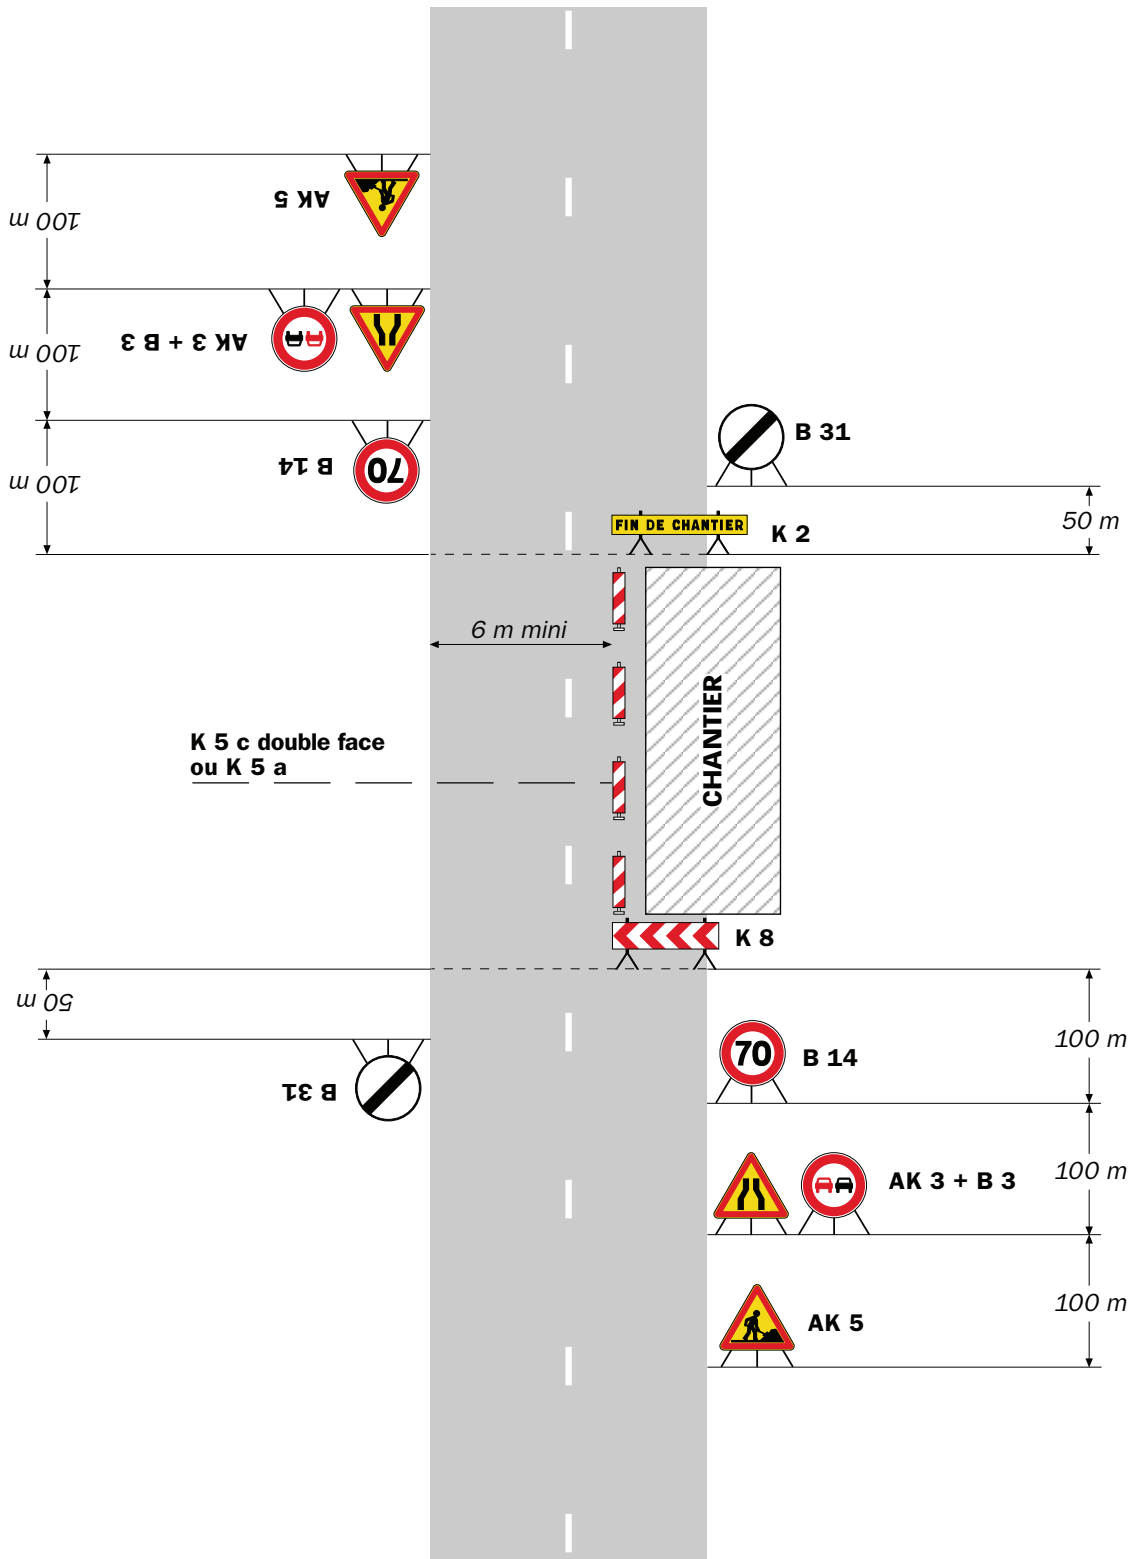 AK 5
100 m
AK 3 + B 3
100 m
B 14
70
100 m
B 31
FIN DE CHANTIER
K 2
50 m
6 m mini
CHANTIER
K 5 c double face
ou K 5 a
K 8
50 m
B 31
70
B 14
100 m
AK 3 + B 3
100 m
AK 5
100 m